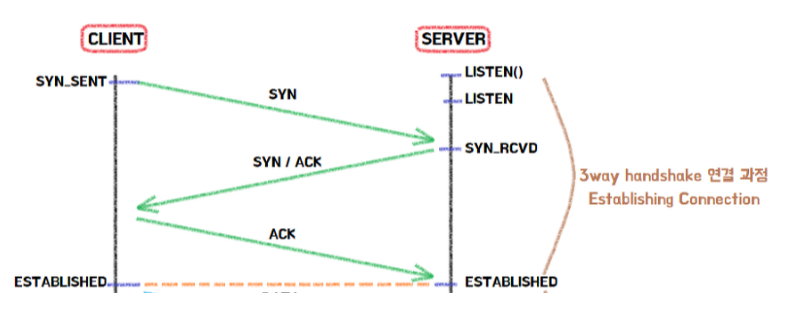 CLIENT
SERVER
SYN_SENT
LISTEN()
LISTEN
SYN
SYN_RCVD
SYN / ACK
3way handshake 연결 과정
Establishing Connection
ACK
ESTABLISHED
ESTABLISHED